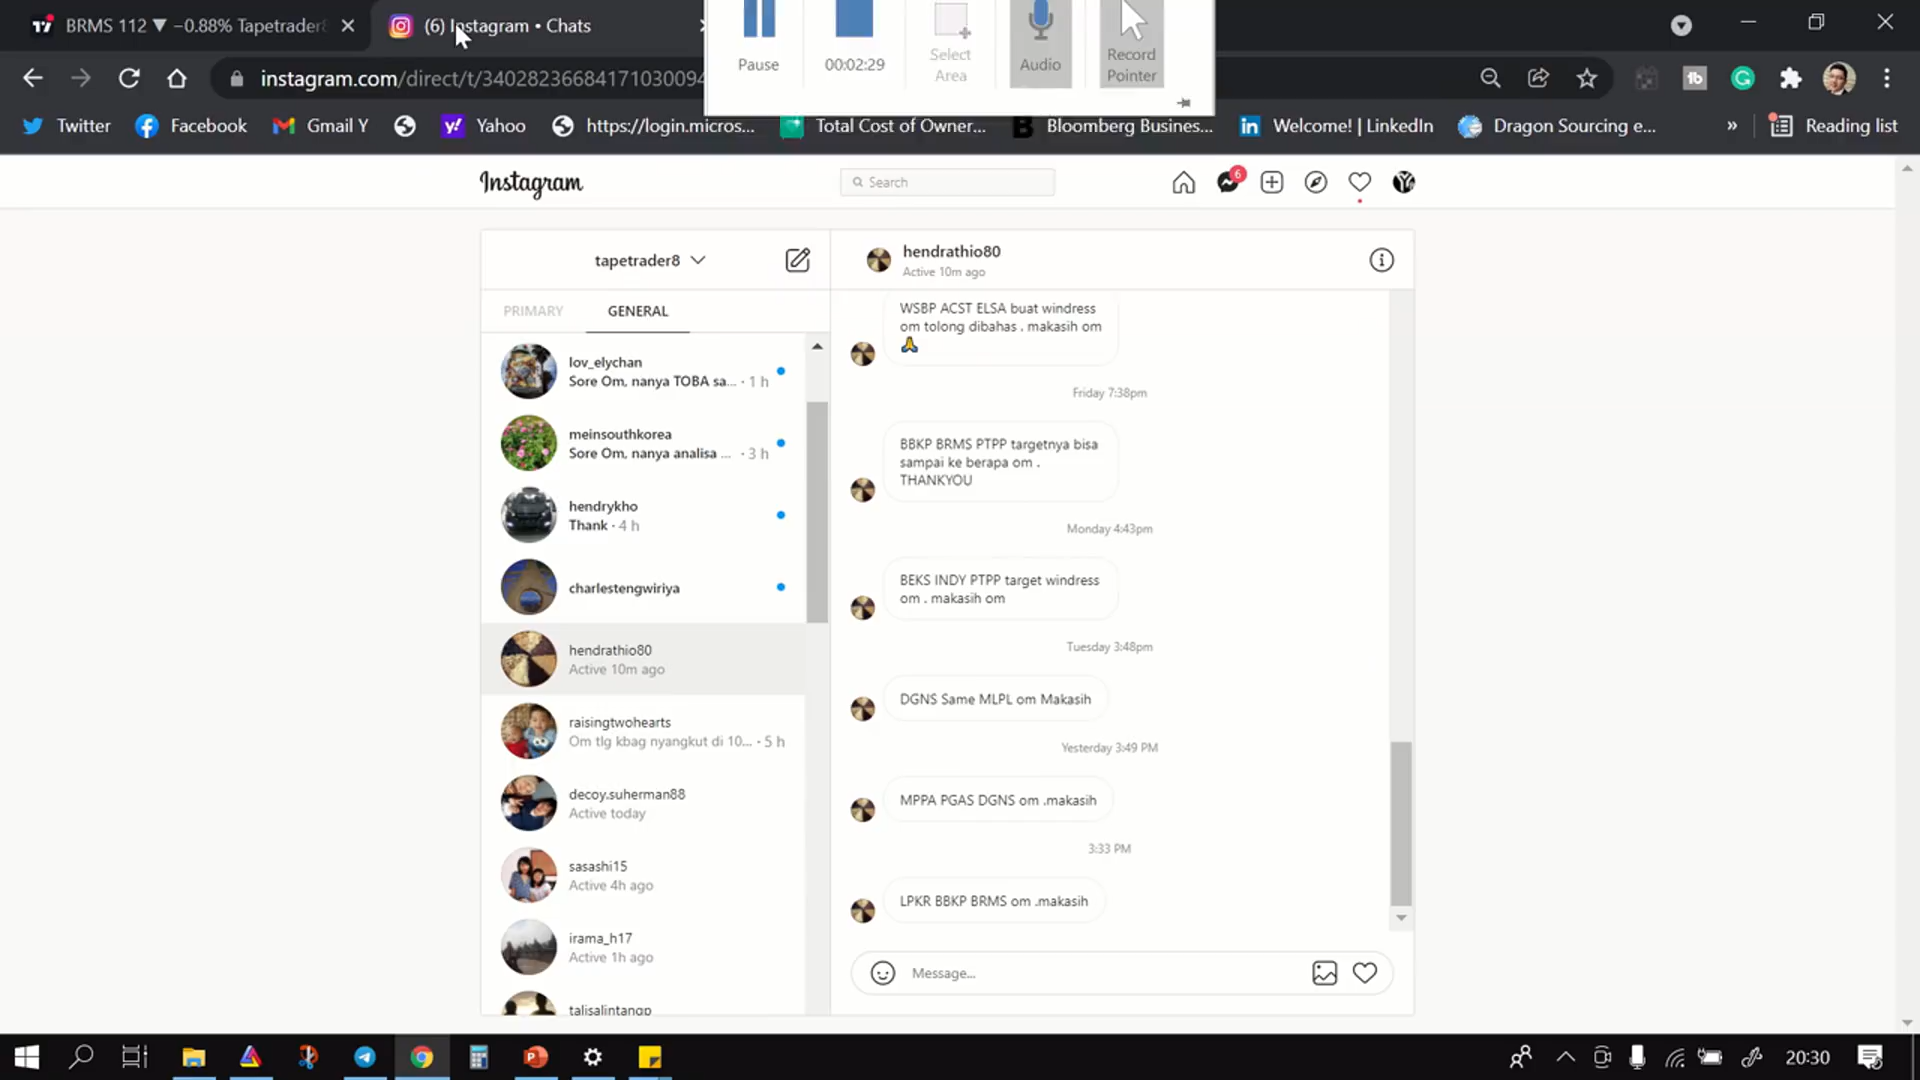 BRMS 112 ▼ −0.88% Tapetrader8
(6) Instagram • Chats
Pause
00:02:29
Select Area
Audio
Record Pointer
instagram.com/direct/t/34028236684171030094
Twitter
Facebook
Gmail Y
Yahoo
https://login.micros...
Total Cost of Owner...
Bloomberg Business...
Welcome! | LinkedIn
Dragon Sourcing e...
»
Reading list
Instagram
Search
6
tapetrader8
hendrathio80
Active 10m ago
PRIMARY
GENERAL
lov_elychan
Sore Om, nanya TOBA sa... · 1 h
meinsouthkorea
Sore Om, nanya analisa ... · 3 h
hendrykho
Thank · 4 h
charlestengwiriya
hendrathio80
Active 10m ago
raisingtwohearts
Om tlg kbag nyangkut di 10... · 5 h
decoy.suherman88
Active today
sasashi15
Active 4h ago
irama_h17
Active 1h ago
WSBP ACST ELSA buat windress
om tolong dibahas . makasih om
🙏
Friday 7:38pm
BBKP BRMS PTPP targetnya bisa
sampai ke berapa om .
THANKYOU
Monday 4:43pm
BEKS INDY PTPP target windress
om . makasih om
Tuesday 3:48pm
DGNS Same MLPL om Makasih
Yesterday 3:49 PM
MPPA PGAS DGNS om .makasih
3:33 PM
LPKR BBKP BRMS om .makasih
Message...
20:30